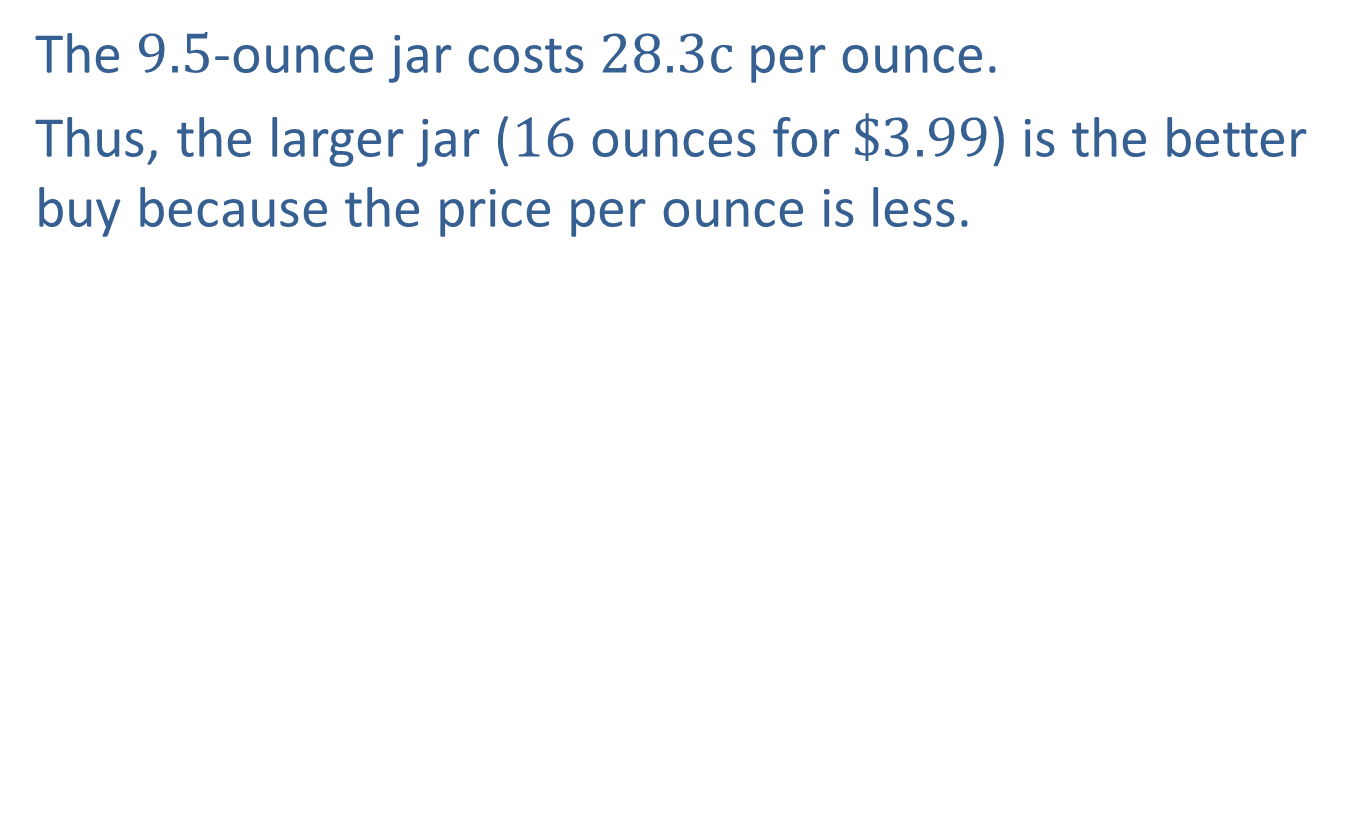 The 9.5-ounce jar costs 28.3c per ounce.
Thus, the larger jar (16 ounces for $3.99) is the better
buy because the price per ounce is less.